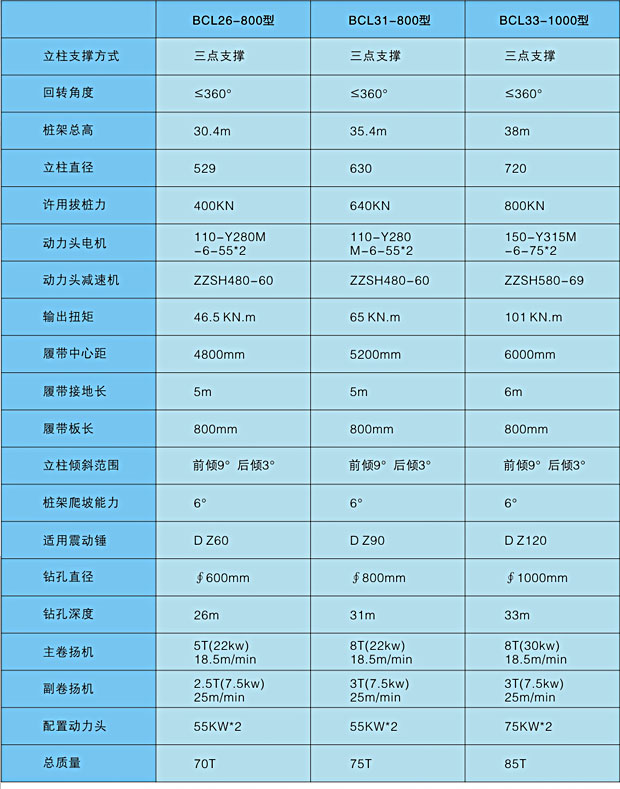 BCL26-800型 BCL31-800型 BCL33-1000型
立柱支撑方式 三点支撑 三点支撑 三点支撑
回转角度 ≤360° ≤360° ≤360°
桩架总高 30.4m 35.4m 38m
立柱直径 529 630 720
许用拔桩力 400KN 640KN 800KN
动力头电机 110-Y280M 110-Y280 150-Y315M
-6-55*2 M-6-55*2 -6-75*2
动力头减速机 ZZSH480-60 ZZSH480-60 ZZSH580-69
输出扭矩 46.5 KN.m 65 KN.m 101 KN.m
履带中心距 4800mm 5200mm 6000mm
履带接地长 5m 5m 6m
履带板长 800mm 800mm 800mm
立柱倾斜范围 前倾9° 后倾3° 前倾9° 后倾3° 前倾9° 后倾3°
桩架爬坡能力 6° 6° 6°
适用震动锤 D Z60 D Z90 D Z120
钻孔直径 ∮600mm ∮800mm ∮1000mm
钻孔深度 26m 31m 33m
主卷扬机 5T(22kw) 8T(22kw) 8T(30kw)
18.5m/min 18.5m/min 18.5m/min
副卷扬机 2.5T(7.5kw) 3T(7.5kw) 3T(7.5kw)
25m/min 25m/min 25m/min
配置动力头 55KW*2 55KW*2 75KW*2
总质量 70T 75T 85T